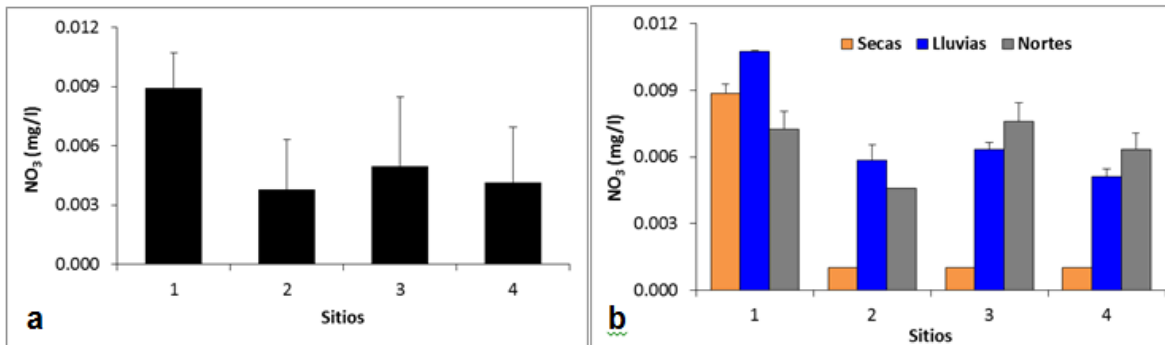 0.012
0.009
0.006
0.003
0.000
NO₃ (mg/l)
1 2 3 4
Sitios
a
0.012
0.009
0.006
0.003
0.000
NO₃ (mg/l)
Secas Lluvias Nortes
1 2 3 4
Sitios
b